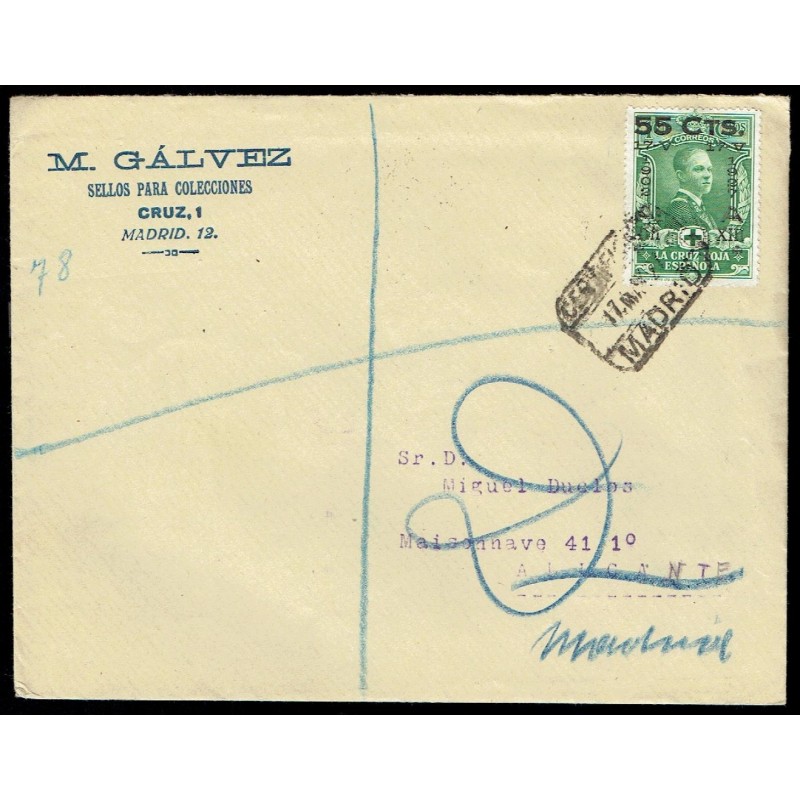 M. GÁLVEZ
SELLOS PARA COLECCIONES
CRUZ, 1
MADRID. 12.
78
55 Cts.
CORREOS
LA CRUZ ROJA
ESPAÑOLA
17.
MADRID
Sr.D.
Miguel Duclos
Maisonnave 41 1º
ALICANTE
Madrid